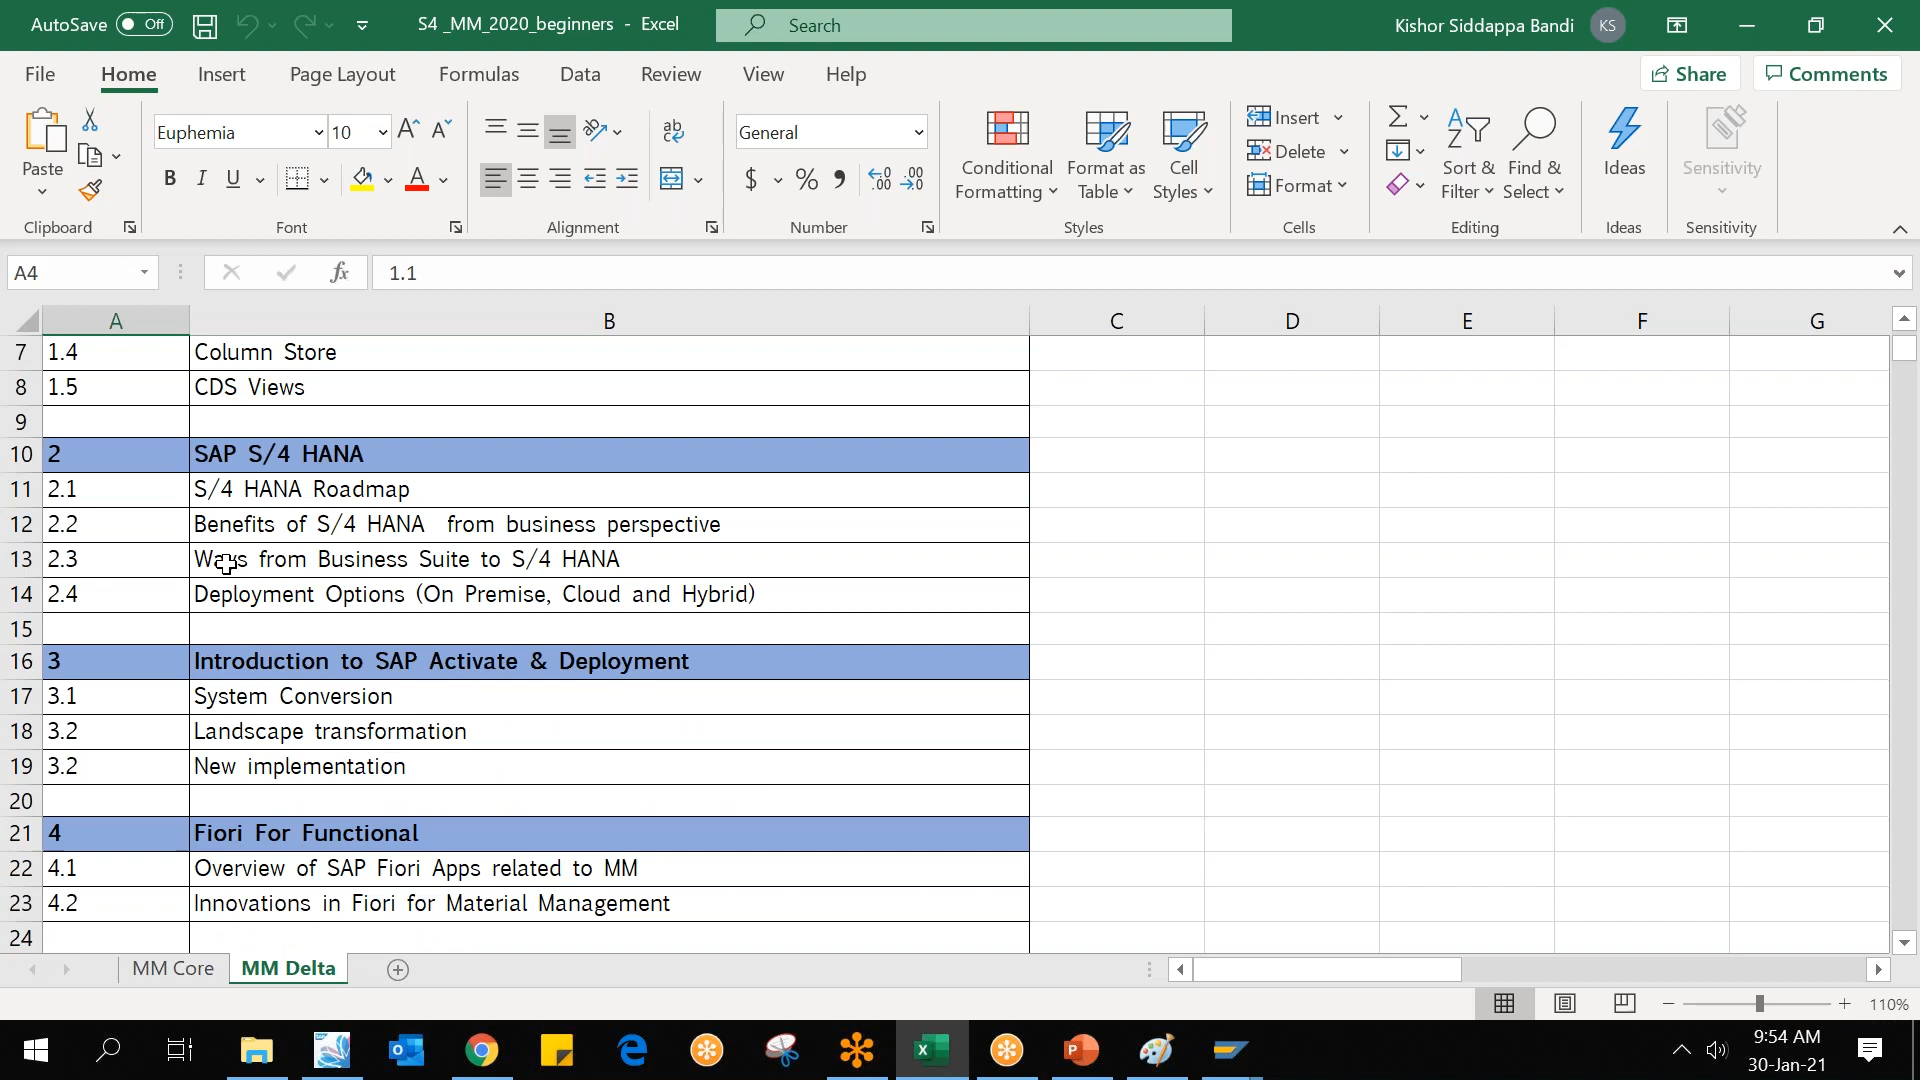 AutoSave Off S4 _MM_2020_beginners - Excel Search Kishor Siddappa Bandi KS
File Home Insert Page Layout Formulas Data Review View Help Share Comments
Paste
Clipboard
Euphemia 10 A A
B I U A
Font
ab
ab
c
Alignment
General
$ % 9 .00 .00
Number
Conditional Formatting
Format as Table
Cell Styles
Styles
Insert
Delete
Format
Cells
Sort & Filter
Find & Select
Editing
Ideas
Ideas
Sensitivity
Sensitivity
A4 fx 1.1
A B C D E F G
7 1.4 Column Store
8 1.5 CDS Views
9
10 2 SAP S/4 HANA
11 2.1 S/4 HANA Roadmap
12 2.2 Benefits of S/4 HANA from business perspective
13 2.3 Ways from Business Suite to S/4 HANA
14 2.4 Deployment Options (On Premise, Cloud and Hybrid)
15
16 3 Introduction to SAP Activate & Deployment
17 3.1 System Conversion
18 3.2 Landscape transformation
19 3.2 New implementation
20
21 4 Fiori For Functional
22 4.1 Overview of SAP Fiori Apps related to MM
23 4.2 Innovations in Fiori for Material Management
24
MM Core MM Delta
110%
9:54 AM
30-Jan-21